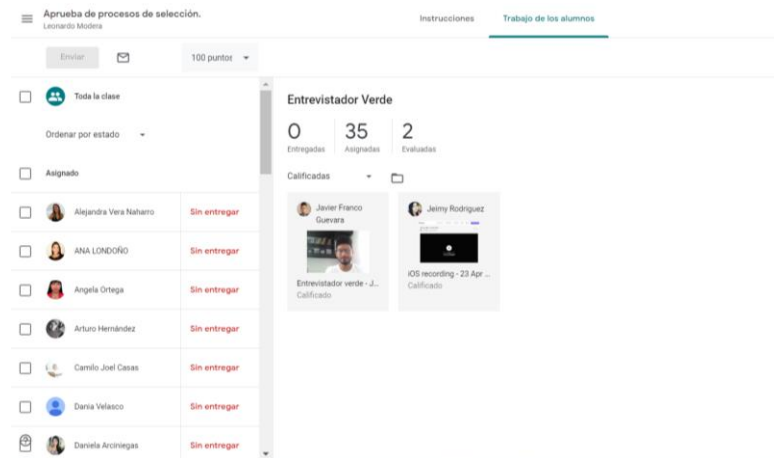 Aprueba de procesos de selección.
Leonardo Modera
Instrucciones
Trabajo de los alumnos
Enviar
100 puntos
Toda la clase
Ordenar por estado
Asignado
Alejandra Vera Naharro
Sin entregar
ANA LONDOÑO
Sin entregar
Angela Ortega
Sin entregar
Arturo Hernández
Sin entregar
Camilo Joel Casas
Sin entregar
Dania Velasco
Sin entregar
Daniela Arciniegas
Sin entregar
Entrevistador Verde
0
35
2
Entregadas
Asignadas
Evaluadas
Calificadas
Javier Franco
Guevara
Entrevistador verde - J...
Calificado
Jeimy Rodriguez
iOS recording - 23 Apr ...
Calificado